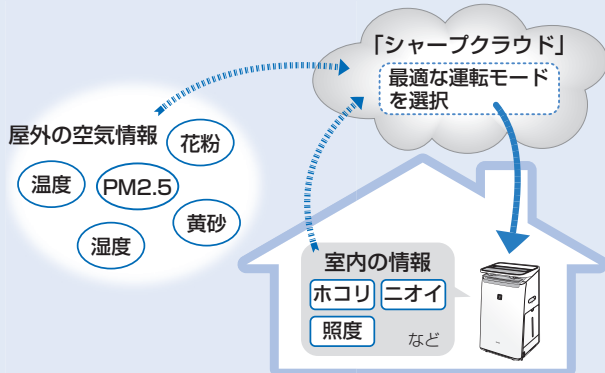 「シャープクラウド」
最適な運転モード
を選択
屋外の空気情報
花粉
温度
PM2.5
黄砂
湿度
室内の情報
ホコリ
ニオイ
照度
など